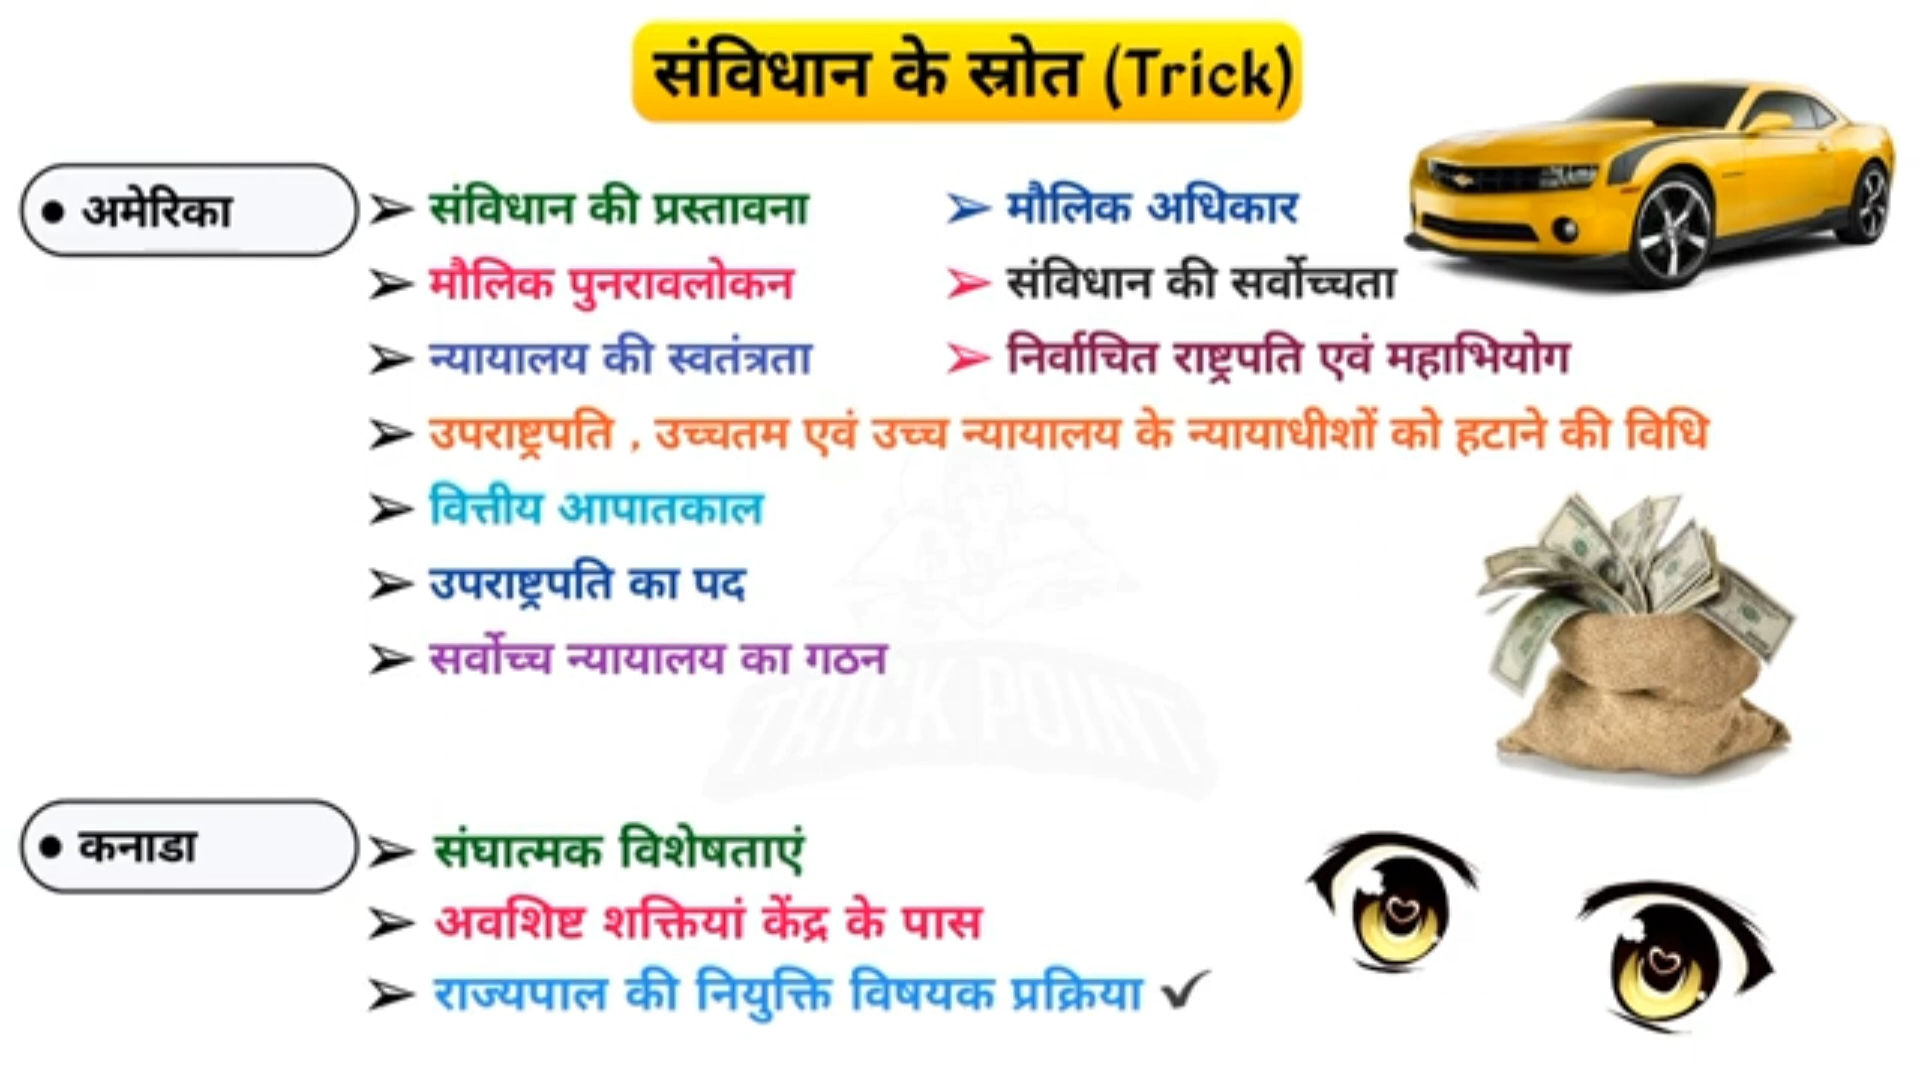 संविधान के स्रोत (Trick)
• अमेरिका
➢ संविधान की प्रस्तावना
➢ मौलिक अधिकार
➢ मौलिक पुनरावलोकन
➢ संविधान की सर्वोच्चता
➢ न्यायालय की स्वतंत्रता
➢ निर्वाचित राष्ट्रपति एवं महाभियोग
➢ उपराष्ट्रपति , उच्चतम एवं उच्च न्यायालय के न्यायाधीशों को हटाने की विधि
➢ वित्तीय आपातकाल
➢ उपराष्ट्रपति का पद
➢ सर्वोच्च न्यायालय का गठन
TRICK POINT
• कनाडा
➢ संघात्मक विशेषताएं
➢ अवशिष्ट शक्तियां केंद्र के पास
➢ राज्यपाल की नियुक्ति विषयक प्रक्रिया ✓